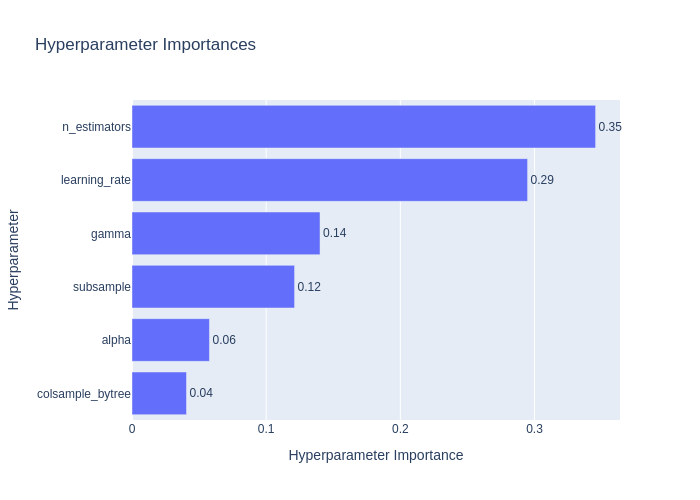 Hyperparameter Importances
Hyperparameter
n_estimators 0.35
learning_rate 0.29
gamma 0.14
subsample 0.12
alpha 0.06
colsample_bytree 0.04
0 0.1 0.2 0.3
Hyperparameter Importance